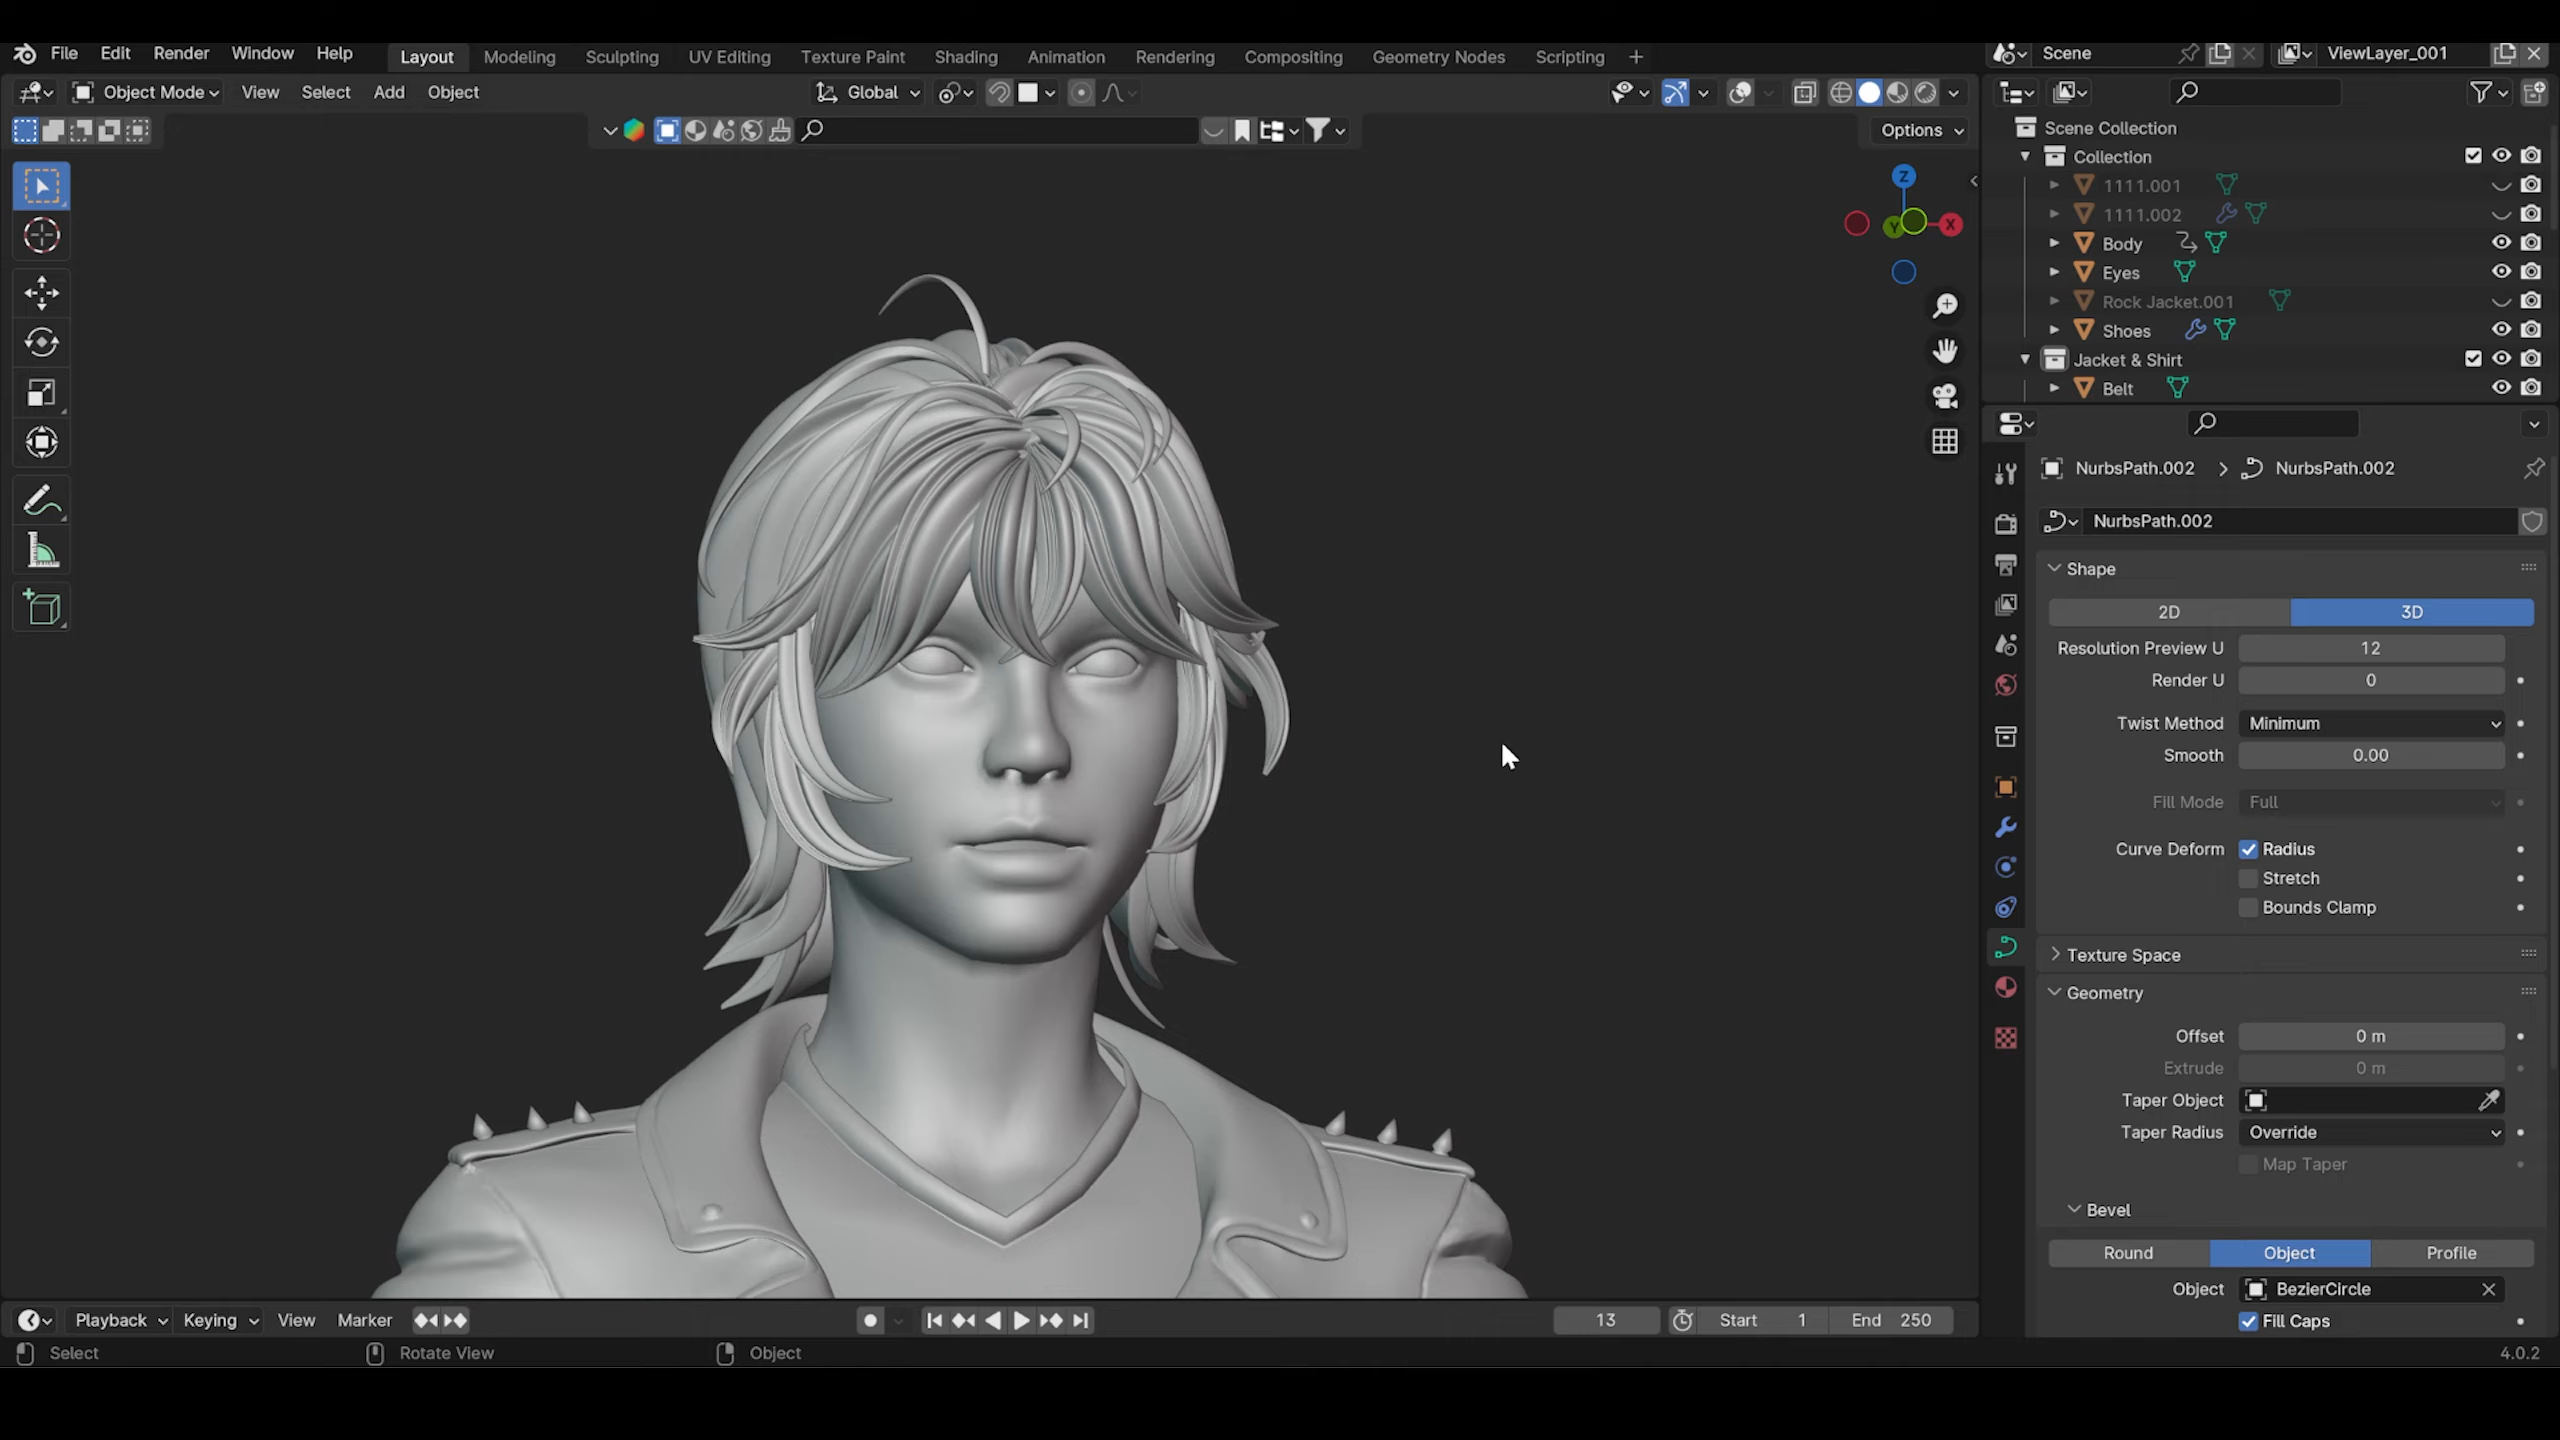 File Edit Render Window Help Layout Modeling Sculpting UV Editing Texture Paint Shading Animation Rendering Compositing Geometry Nodes Scripting + Scene ViewLayer_001
Object Mode View Select Add Object Global
Options
Z
X
Y
Scene Collection
Collection
1111.001
1111.002
Body
Eyes
Rock Jacket.001
Shoes
Jacket & Shirt
Belt
NurbsPath.002 > NurbsPath.002
NurbsPath.002
Shape
2D 3D
Resolution Preview U 12
Render U 0
Twist Method Minimum
Smooth 0.00
Fill Mode Full
Curve Deform Radius
Stretch
Bounds Clamp
Texture Space
Geometry
Offset 0 m
Extrude 0 m
Taper Object
Taper Radius Override
Map Taper
Bevel
Round Object Profile
Object BezierCircle
Fill Caps
Playback Keying View Marker 13 Start 1 End 250
Select Rotate View Object 4.0.2